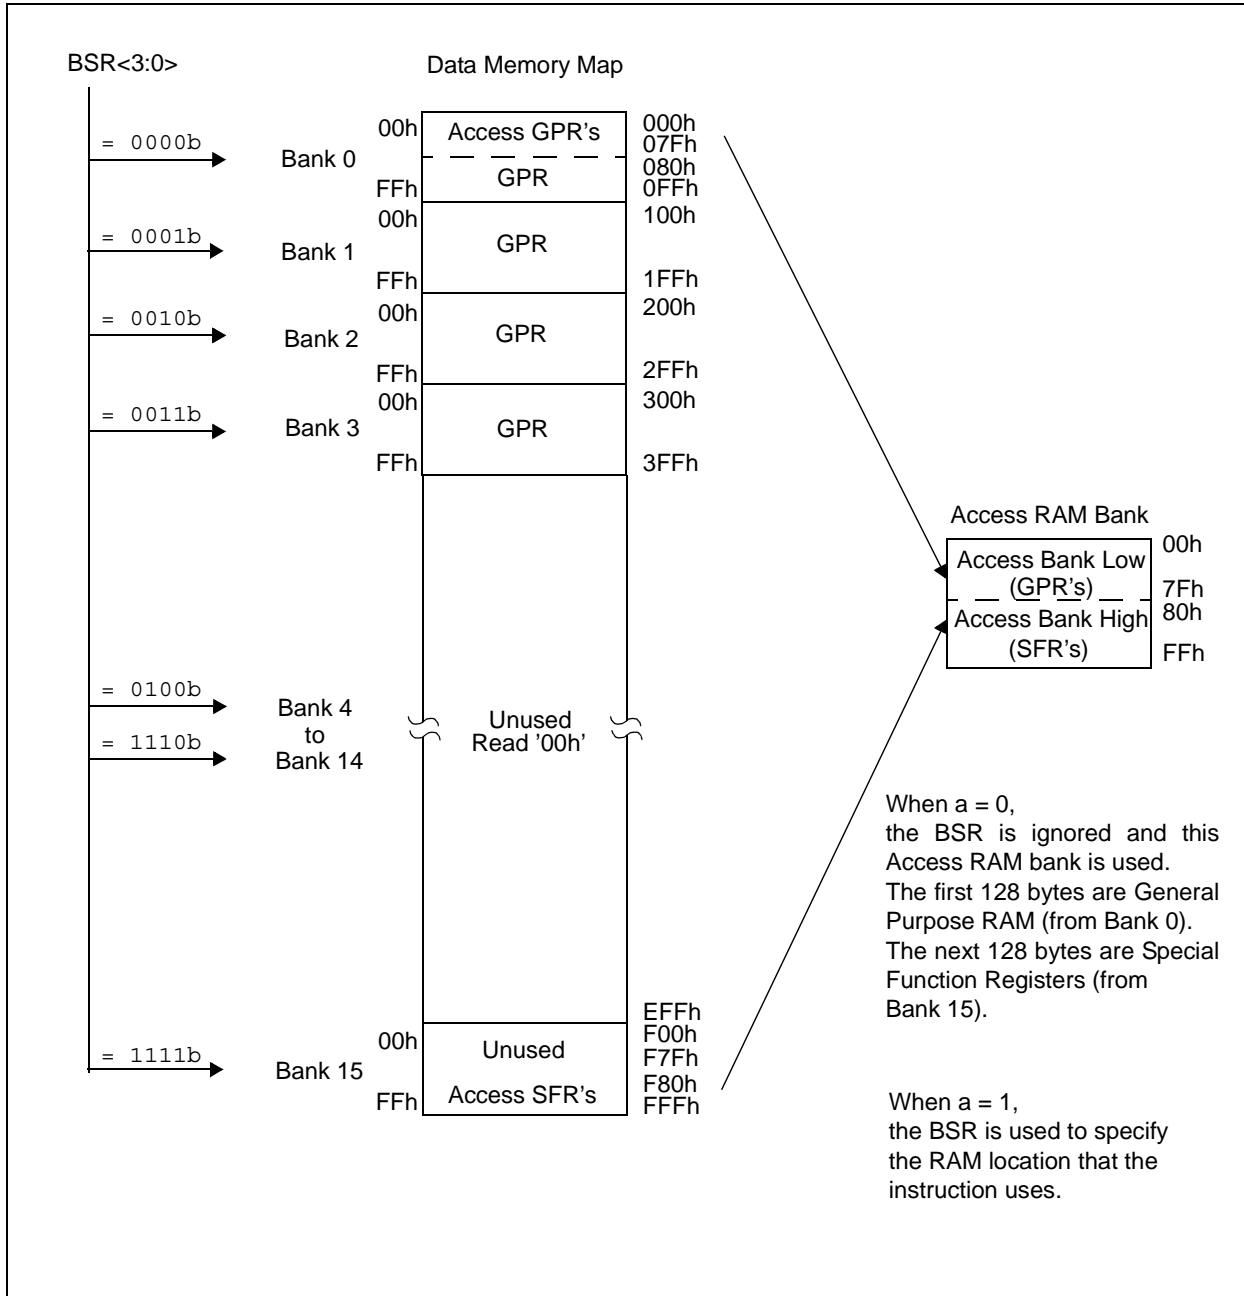 BSR<3:0>
Data Memory Map
= 0000b
Bank 0
00h
Access GPR's
000h
07Fh
080h
FFh
GPR
0FFh
= 0001b
Bank 1
00h
GPR
100h
FFh
1FFh
= 0010b
Bank 2
00h
GPR
200h
FFh
2FFh
= 0011b
Bank 3
00h
GPR
300h
FFh
3FFh
Access RAM Bank
Access Bank Low
(GPR's)
00h
7Fh
Access Bank High
(SFR's)
80h
FFh
= 0100b
Bank 4
to
Bank 14
= 1110b
Unused
Read '00h'
When a = 0,
the BSR is ignored and this
Access RAM bank is used.
The first 128 bytes are General
Purpose RAM (from Bank 0).
The next 128 bytes are Special
Function Registers (from
Bank 15).
EFFh
= 1111b
Bank 15
00h
Unused
F00h
F7Fh
FFh
Access SFR's
F80h
FFFh
When a = 1,
the BSR is used to specify
the RAM location that the
instruction uses.